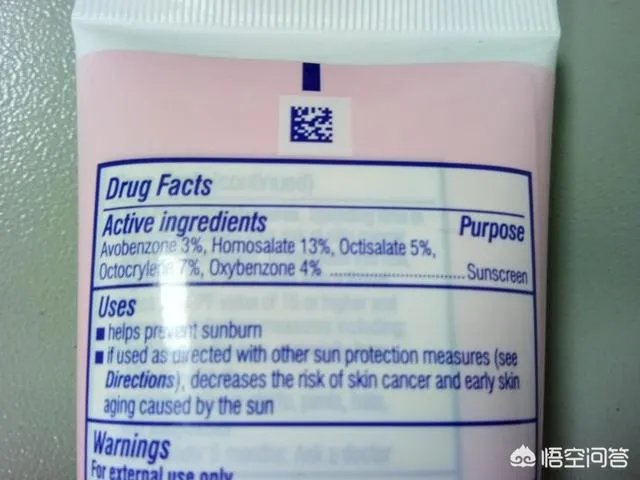 Drug Facts
Active ingredients Purpose
Avobenzone 3%, Homosalate 13%, Octisalate 5%,
Octocrylene 7%, Oxybenzone 4% ........................ Sunscreen
Uses
■ helps prevent sunburn
■ if used as directed with other sun protection measures (see
Directions), decreases the risk of skin cancer and early skin
aging caused by the sun
Warnings
For external use only
悟空问答